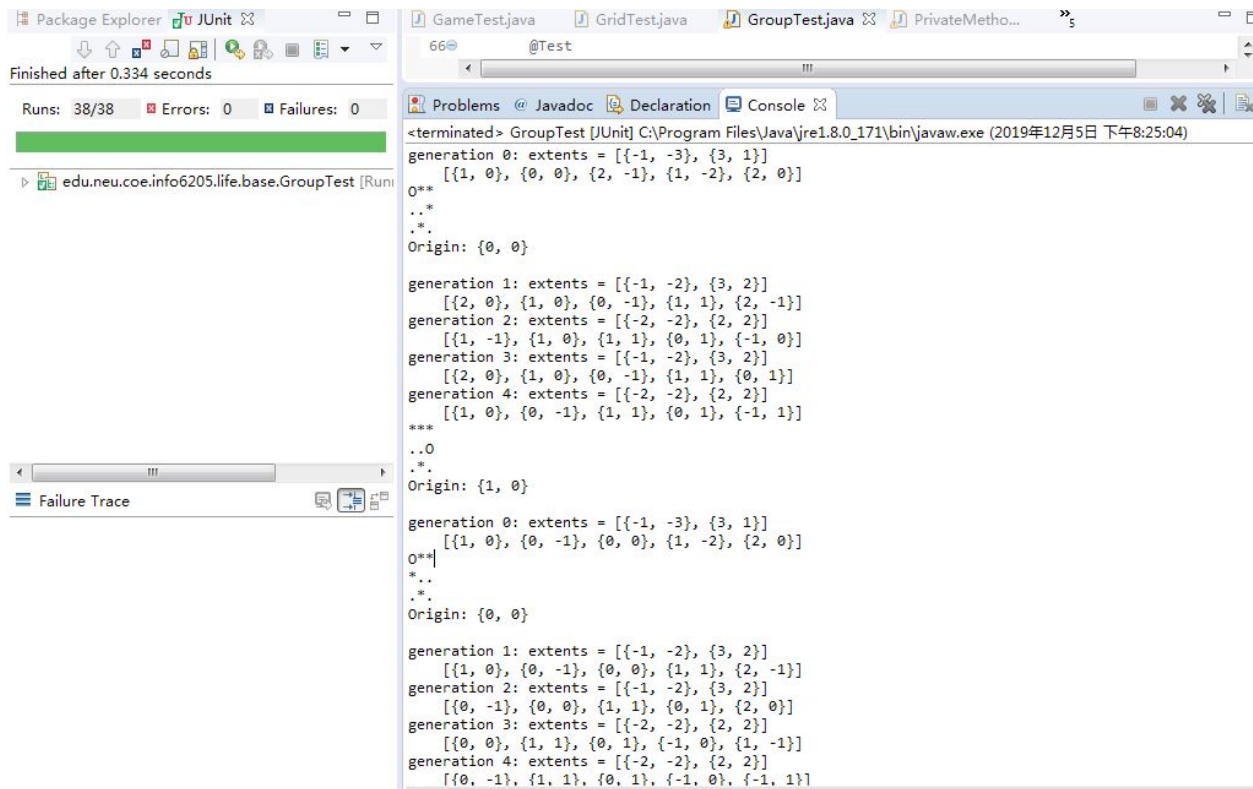 Package Explorer JUnit
Finished after 0.334 seconds
Runs: 38/38 Errors: 0 Failures: 0
edu.neu.coe.info6205.life.base.GroupTest [Runn
Failure Trace
GameTest.java GridTest.java GroupTest.java PrivateMetho... »5
66 @Test
Problems @ Javadoc Declaration Console
<terminated> GroupTest [JUnit] C:\Program Files\Java\jre1.8.0_171\bin\javaw.exe (2019年12月5日 下午8:25:04)
generation 0: extents = [{-1, -3}, {3, 1}]
[{1, 0}, {0, 0}, {2, -1}, {1, -2}, {2, 0}]
O**
..*
.*.
Origin: {0, 0}
generation 1: extents = [{-1, -2}, {3, 2}]
[{2, 0}, {1, 0}, {0, -1}, {1, 1}, {2, -1}]
generation 2: extents = [{-2, -2}, {2, 2}]
[{1, -1}, {1, 0}, {1, 1}, {0, 1}, {-1, 0}]
generation 3: extents = [{-1, -2}, {3, 2}]
[{2, 0}, {1, 0}, {0, -1}, {1, 1}, {0, 1}]
generation 4: extents = [{-2, -2}, {2, 2}]
[{1, 0}, {0, -1}, {1, 1}, {0, 1}, {-1, 1}]
***
..O
.*.
Origin: {1, 0}
generation 0: extents = [{-1, -3}, {3, 1}]
[{1, 0}, {0, -1}, {0, 0}, {1, -2}, {2, 0}]
O**
*..
.*.
Origin: {0, 0}
generation 1: extents = [{-1, -2}, {3, 2}]
[{1, 0}, {0, -1}, {0, 0}, {1, 1}, {2, -1}]
generation 2: extents = [{-1, -2}, {3, 2}]
[{0, -1}, {0, 0}, {1, 1}, {0, 1}, {2, 0}]
generation 3: extents = [{-2, -2}, {2, 2}]
[{0, 0}, {1, 1}, {0, 1}, {-1, 0}, {1, -1}]
generation 4: extents = [{-2, -2}, {2, 2}]
[{0, -1}, {1, 1}, {0, 1}, {-1, 0}, {-1, 1}]